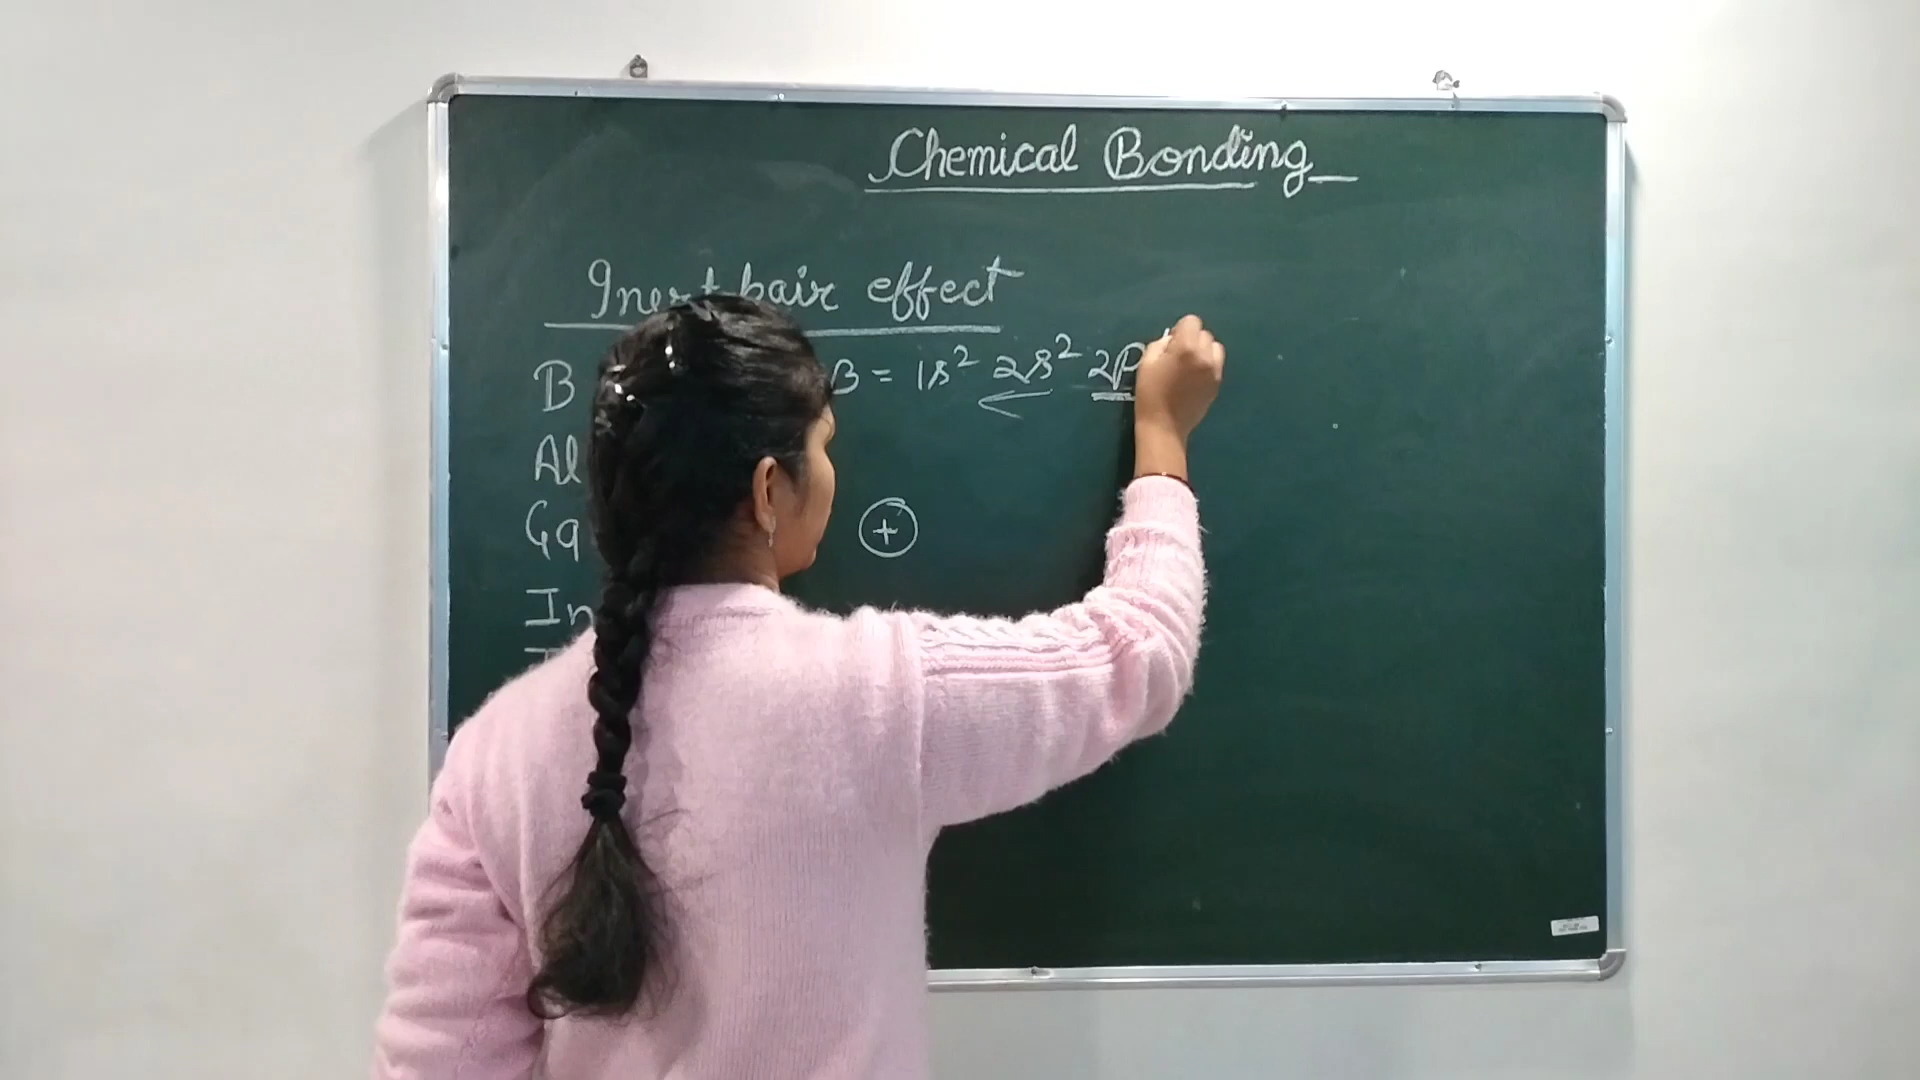 Chemical Bonding
Inert pair effect
B B = 1s² 2s² 2P
Al
Ga
In
+